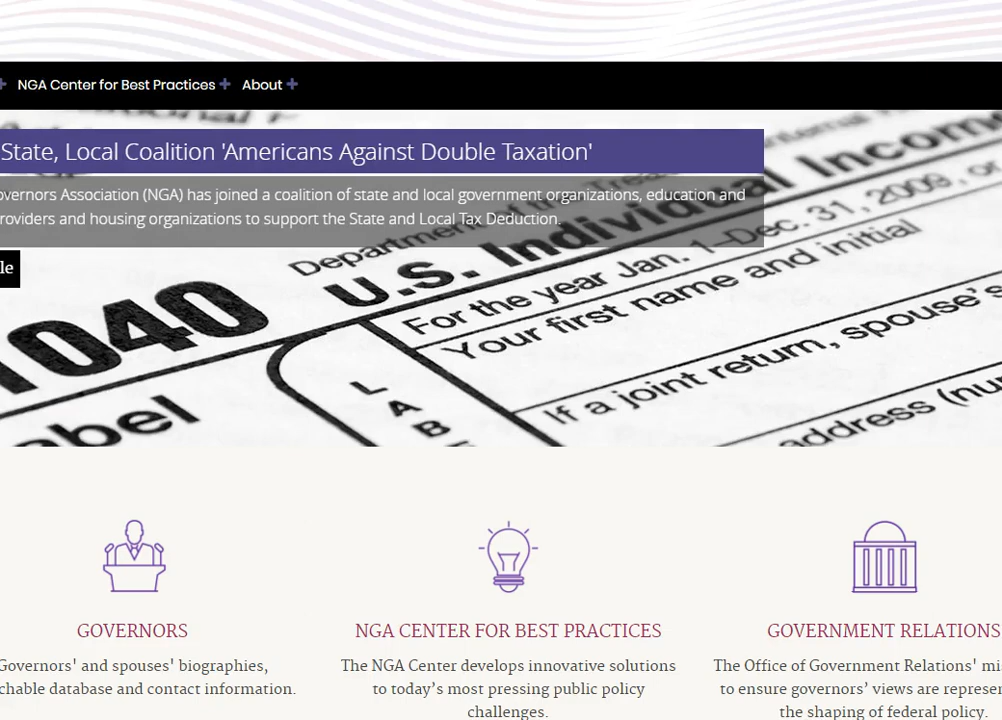 NGA Center for Best Practices + About +
State, Local Coalition 'Americans Against Double Taxation'
overnors Association (NGA) has joined a coalition of state and local government organizations, education and
roviders and housing organizations to support the State and Local Tax Deduction.
le
Department
1040 U.S. Individual Income
For the year Jan. 1–Dec. 31, 2009, or
Your first name and initial
If a joint return, spouse's
address (nu
L
A
B
abel
GOVERNORS
Governors' and spouses' biographies,
chable database and contact information.
NGA CENTER FOR BEST PRACTICES
The NGA Center develops innovative solutions
to today's most pressing public policy
challenges.
GOVERNMENT RELATIONS
The Office of Government Relations' mi
to ensure governors' views are represe
the shaping of federal policy.